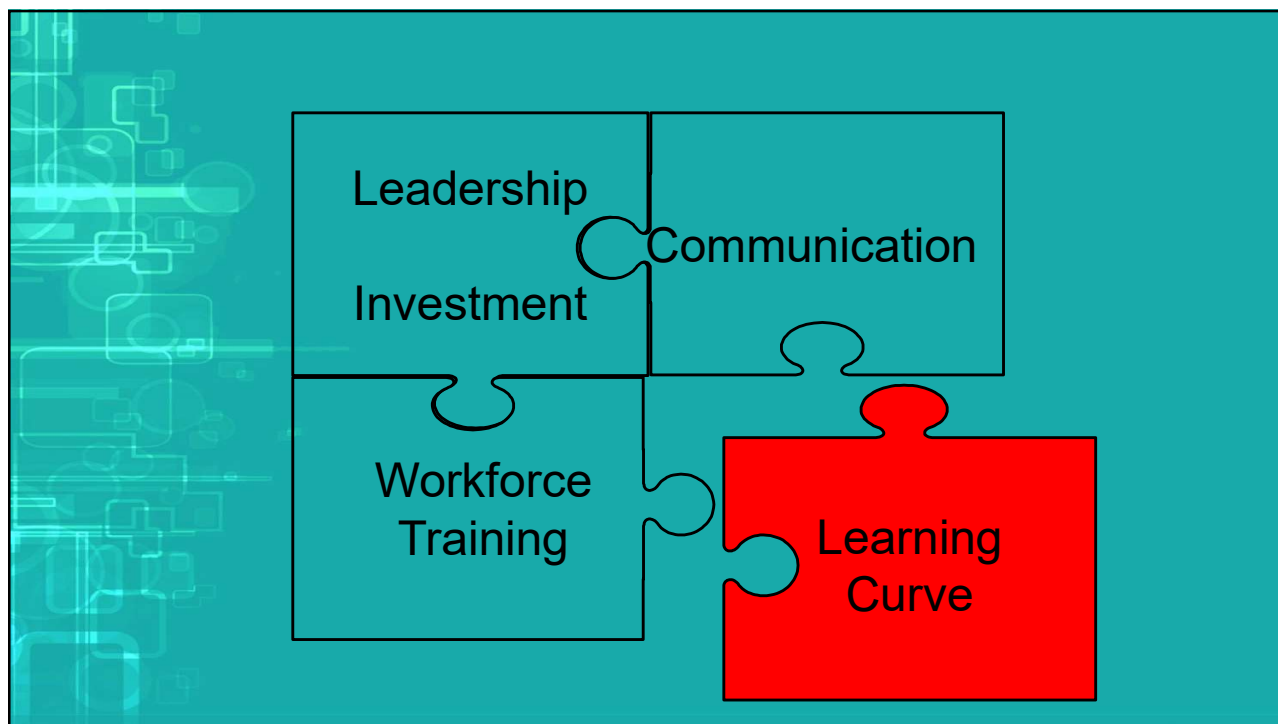 Leadership
Investment
Communication
Workforce
Training
Learning
Curve